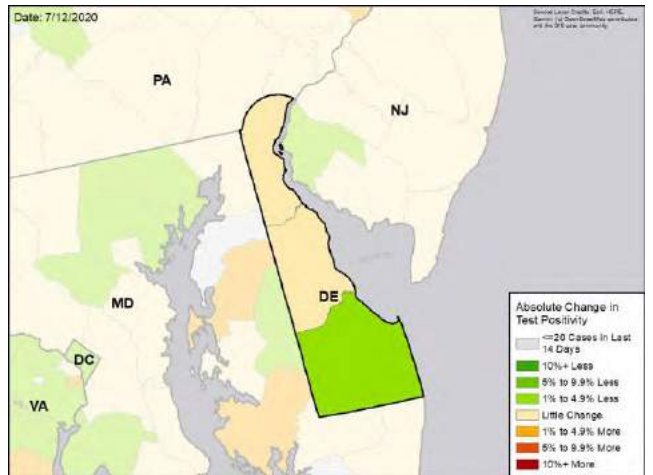 Date: 7/12/2020
PA
NJ
MD
DE
DC
VA
Absolute Change in
Test Positivity
<=20 Cases in Last
14 Days
10%+ Less
5% to 9.9% Less
1% to 4.9% Less
Little Change
1% to 4.9% More
5% to 9.9% More
10%+ More